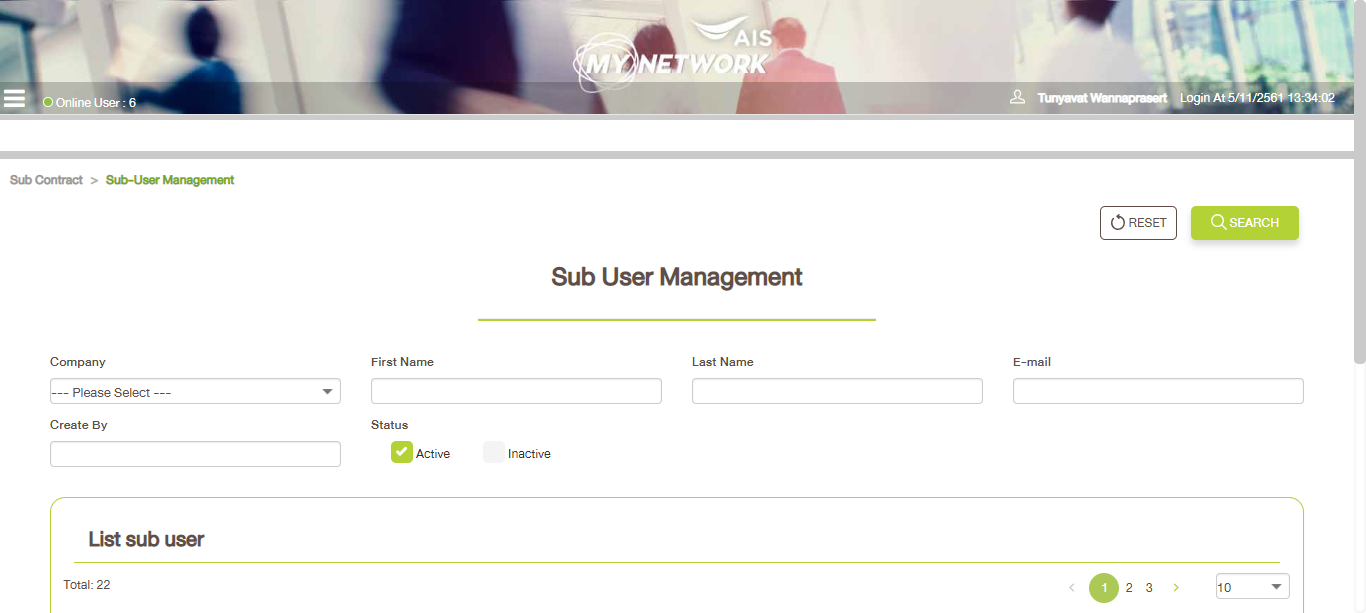 AIS
MY NETWORK
Online User : 6
Tunyavat Wannaprasert Login At 5/11/2561 13:34:02
Sub Contract > Sub-User Management
RESET SEARCH
Sub User Management
Company First Name Last Name E-mail
--- Please Select ---
Create By Status
Active Inactive
List sub user
Total: 22 < 1 2 3 > 10